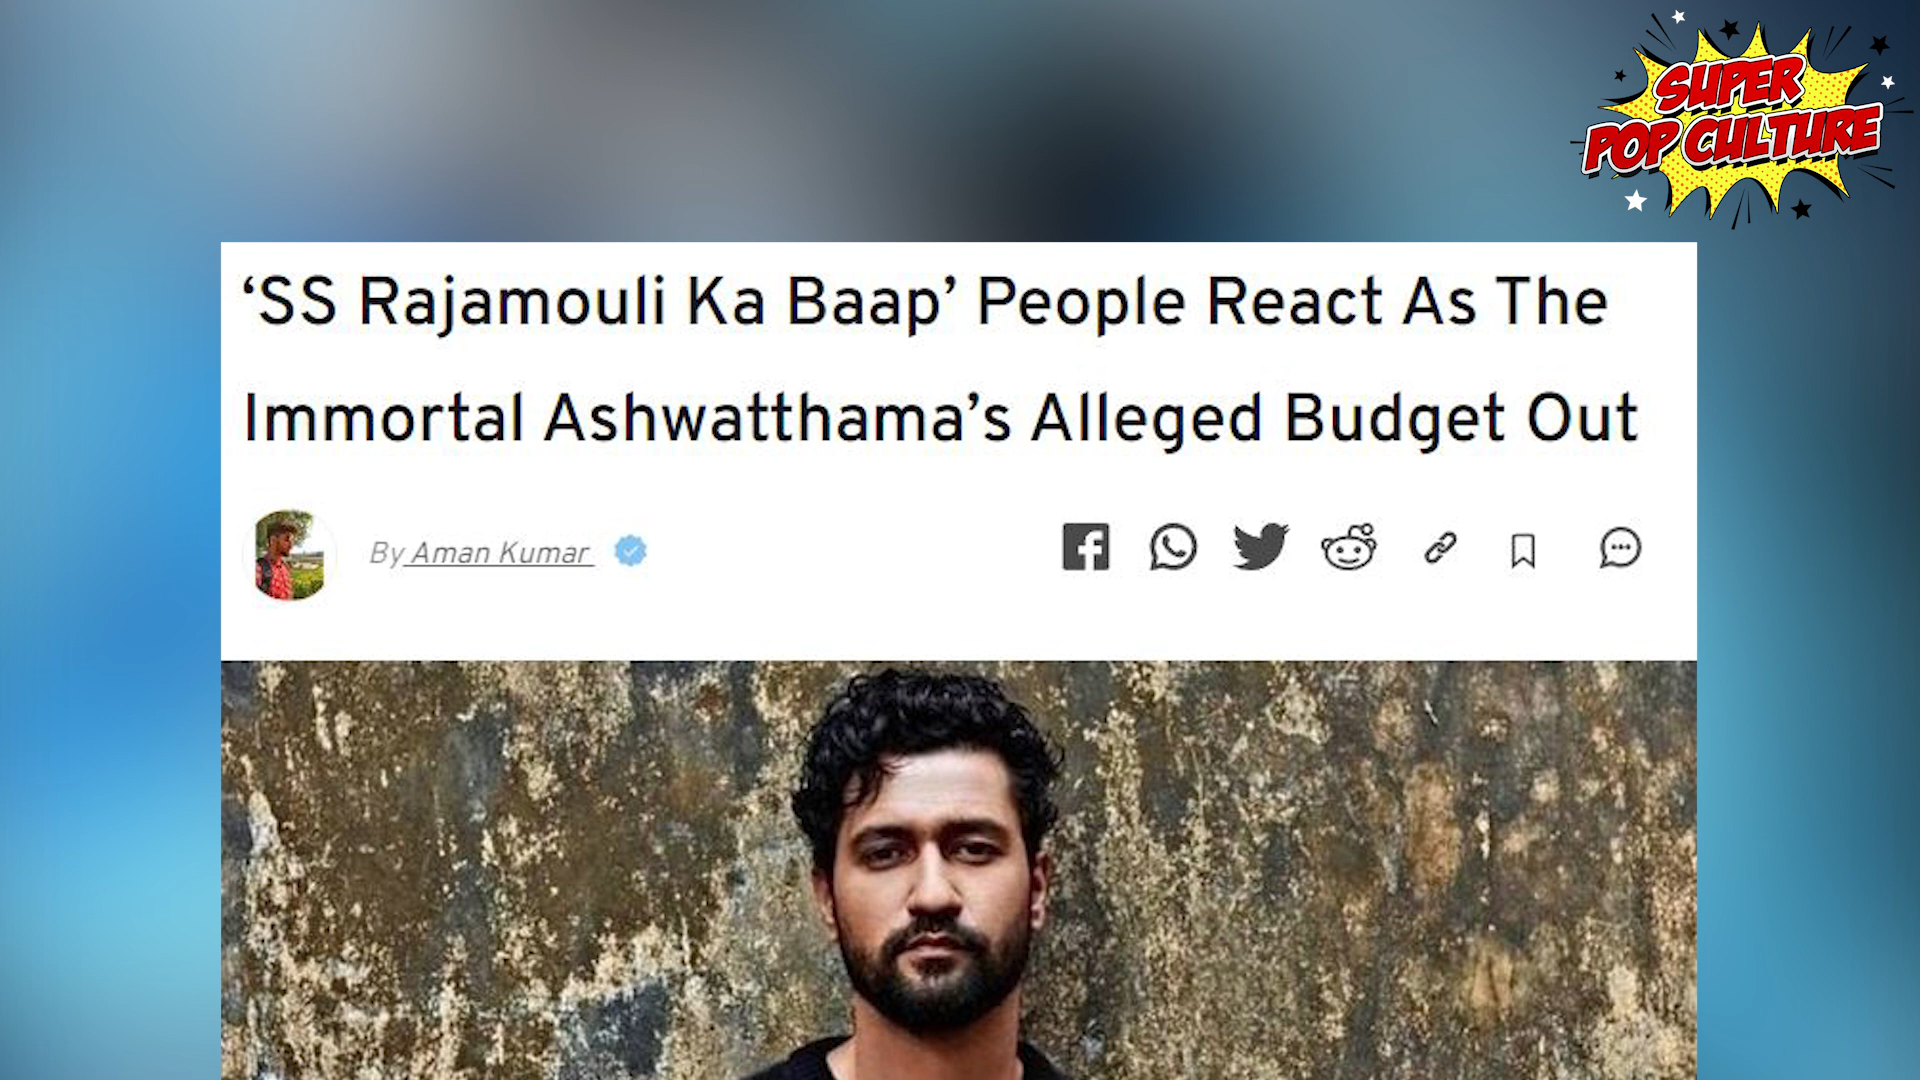 SUPER
POP CULTURE
‘SS Rajamouli Ka Baap’ People React As The
Immortal Ashwatthama’s Alleged Budget Out
By Aman Kumar